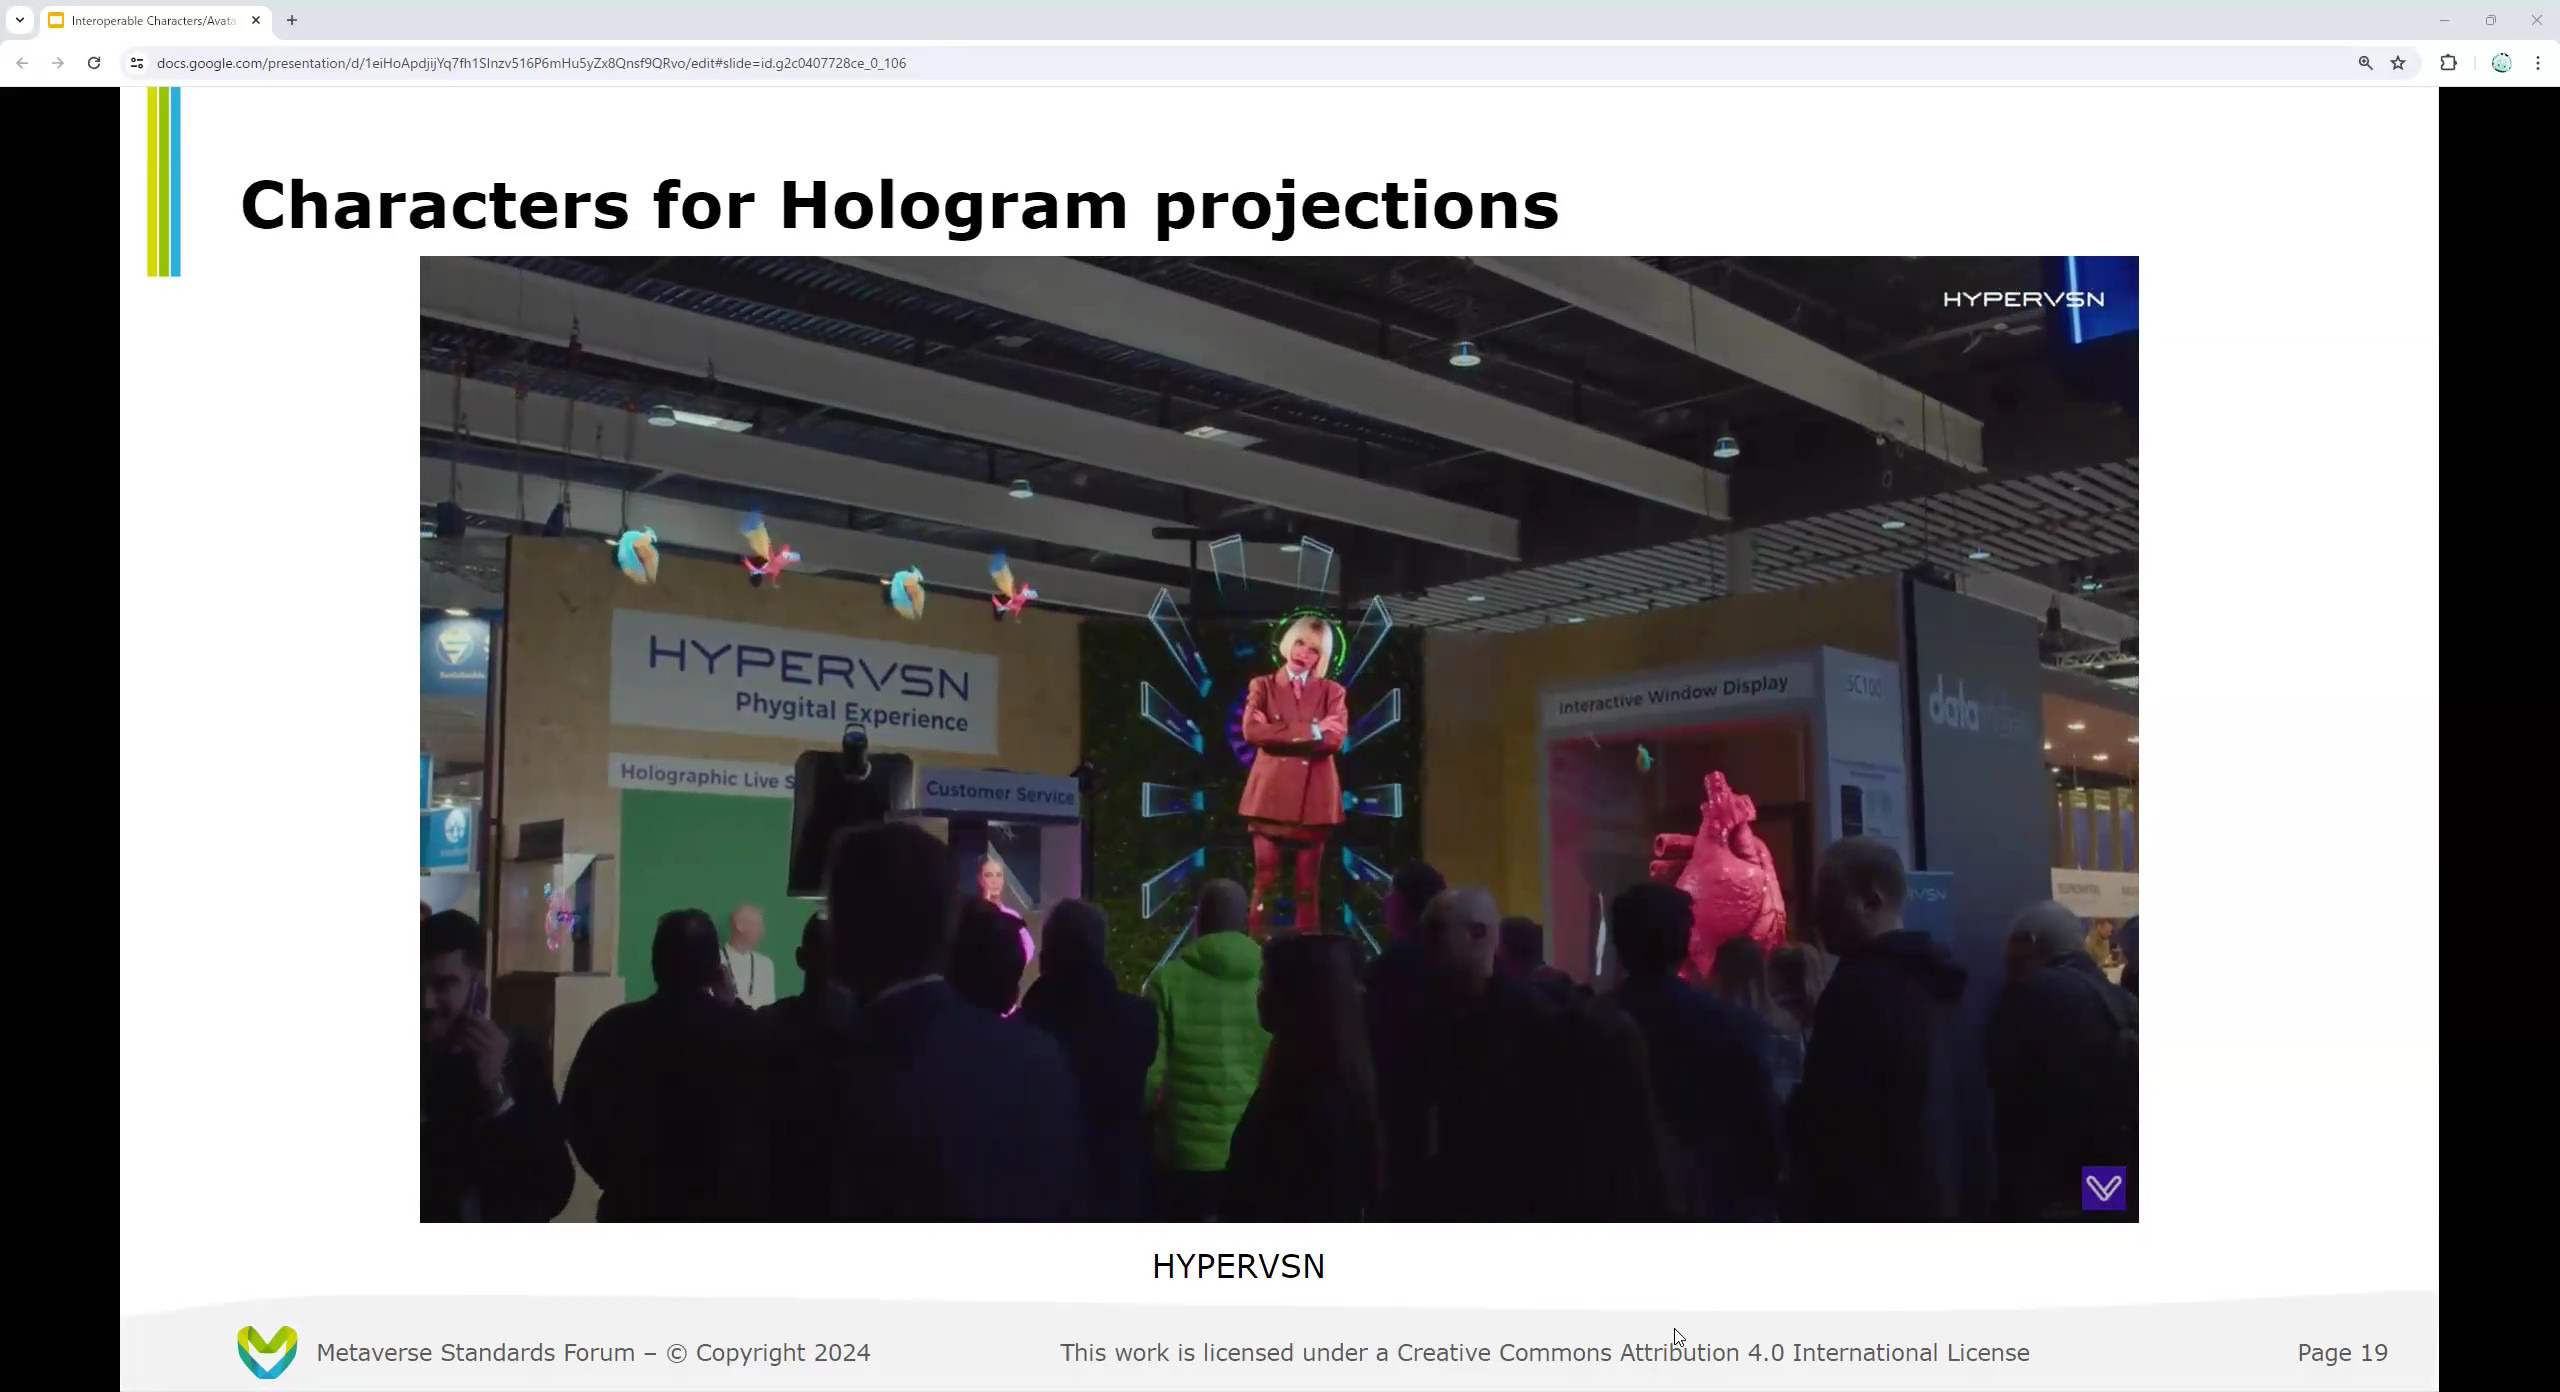 Interoperable Characters/Avata
docs.google.com/presentation/d/1eiHoApdjijYq7fh1SInzv516P6mHu5yZx8Qnsf9QRvo/edit#slide=id.g2c0407728ce_0_106
Characters for Hologram projections
HYPERVSN
HYPERVSN
Phygital Experience
Holographic Live S
Customer Service
Interactive Window Display
SC100
data
HYPERVSN
Metaverse Standards Forum – © Copyright 2024
This work is licensed under a Creative Commons Attribution 4.0 International License
Page 19